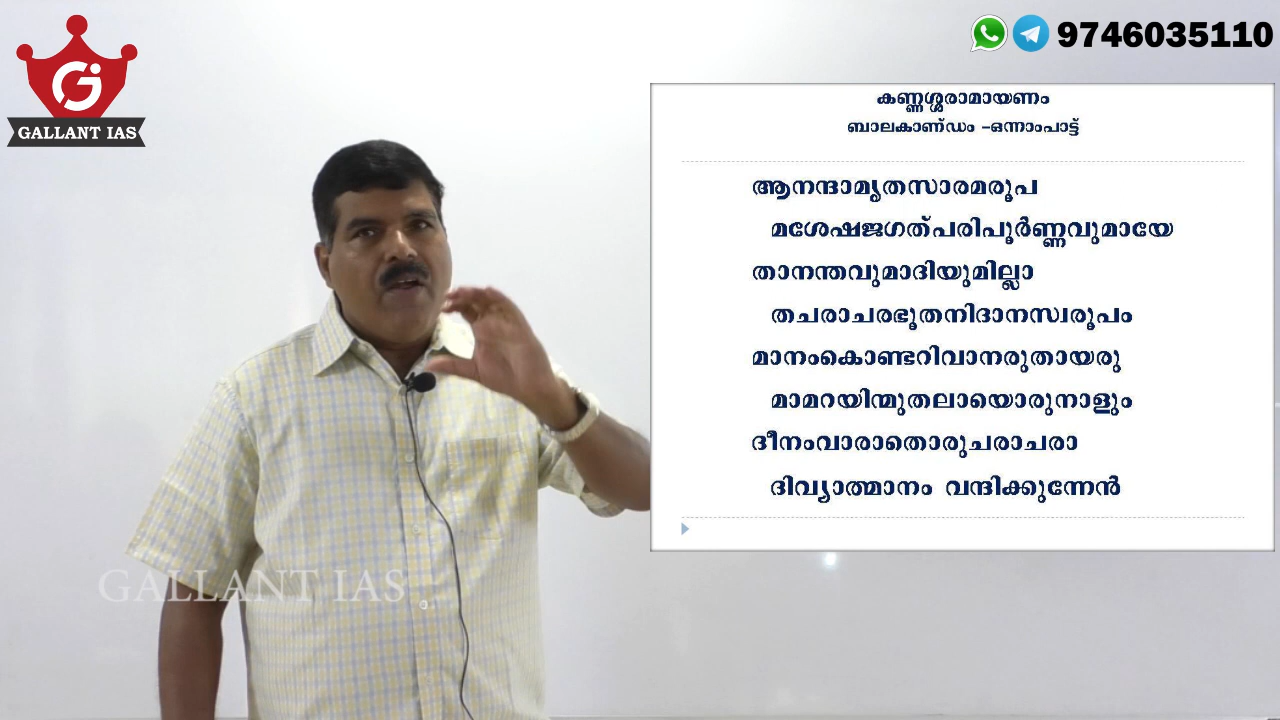 GALLANT IAS
9746035110
കണ്ണശ്ശരാമായണം
ബാലകാണ്ഡം -ഒന്നാംപാട്ട്
ആനന്ദാമൃതസാരമരൂപ
മശേഷജഗത്പരിപൂർണ്ണവുമായേ
താനന്തവുമാദിയുമില്ലാ
തചരാചരഭൂതനിദാനസ്വരൂപം
മാനംകൊണ്ടറിവാനരുതായരു
മാമറയിന്മുതലായൊരുനാളും
ദീനംവാരാതൊരുചരാചരാ
ദിവ്യാത്മാനം വന്ദിക്കുന്നേൻ
GALLANT IAS